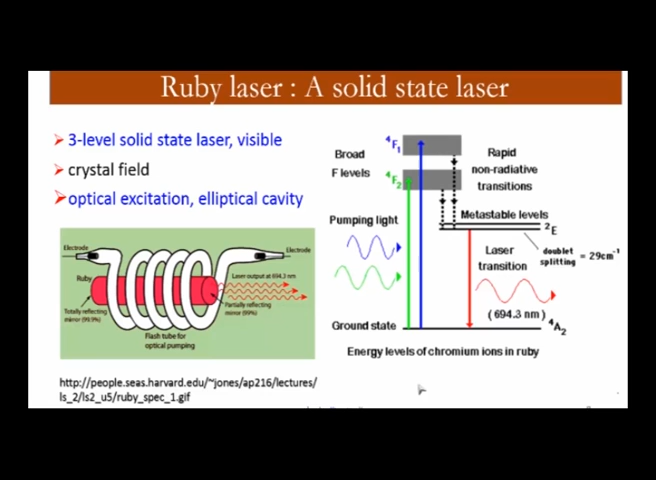 Ruby laser : A solid state laser
3-level solid state laser, visible
crystal field
optical excitation, elliptical cavity
Electrode
Electrode
Ruby
Laser output at 694.3 nm
Totally reflecting
mirror (99.9%)
Partially reflecting
mirror (99%)
Flash tube for
optical pumping
http://people.seas.harvard.edu/~jones/ap216/lectures/
ls_2/ls2_u5/ruby_spec_1.gif
Broad
F levels
⁴F₁
⁴F₂
Rapid
non-radiative
transitions
Metastable levels
²E
Pumping light
doublet
splitting = 29cm⁻¹
Laser
transition
(694.3 nm)
Ground state
⁴A₂
Energy levels of chromium ions in ruby